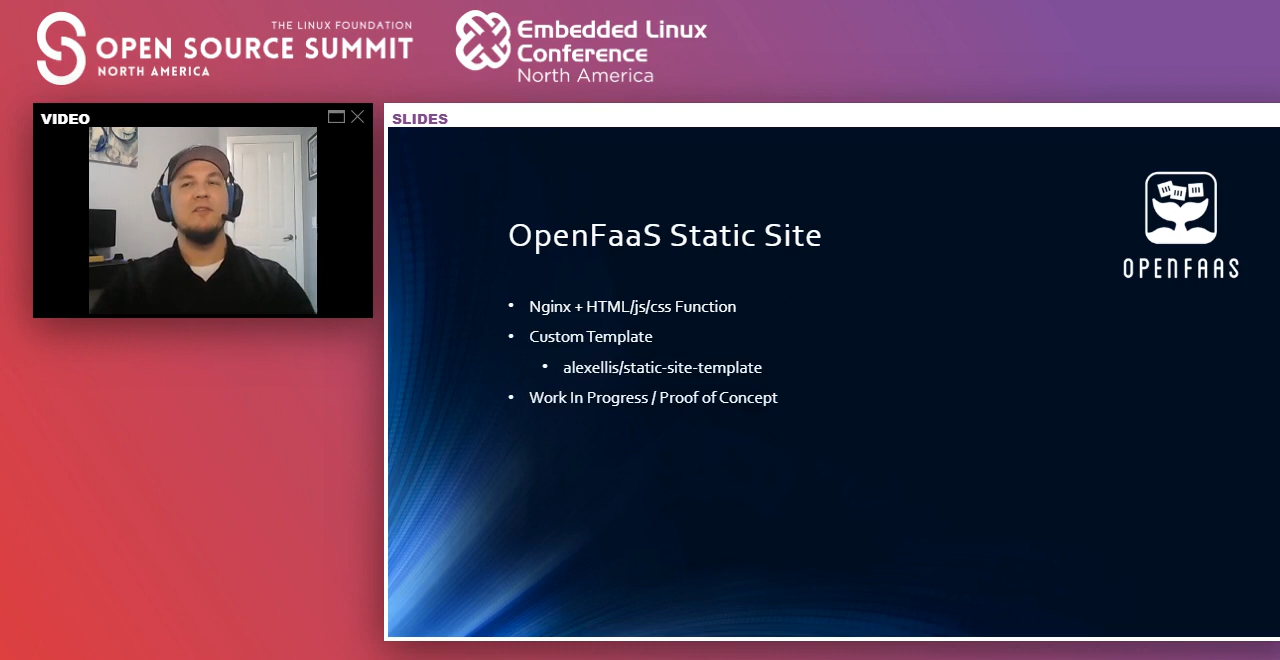 THE LINUX FOUNDATION
OPEN SOURCE SUMMIT
NORTH AMERICA
Embedded Linux
Conference
North America
VIDEO
SLIDES
OpenFaaS Static Site
OPENFAAS
• Nginx + HTML/js/css Function
• Custom Template
• alexellis/static-site-template
• Work In Progress / Proof of Concept